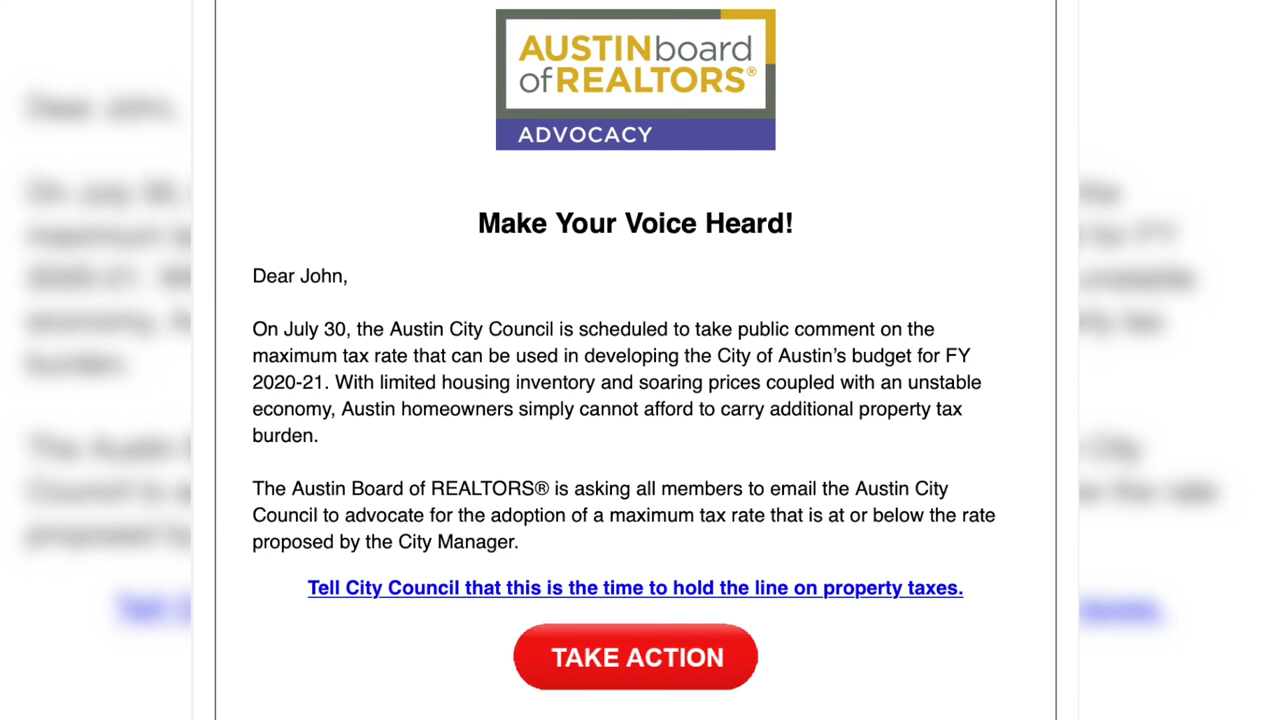 AUSTINboard
ofREALTORS®
ADVOCACY
Make Your Voice Heard!
Dear John,
On July 30, the Austin City Council is scheduled to take public comment on the
maximum tax rate that can be used in developing the City of Austin’s budget for FY
2020-21. With limited housing inventory and soaring prices coupled with an unstable
economy, Austin homeowners simply cannot afford to carry additional property tax
burden.
The Austin Board of REALTORS® is asking all members to email the Austin City
Council to advocate for the adoption of a maximum tax rate that is at or below the rate
proposed by the City Manager.
Tell City Council that this is the time to hold the line on property taxes.
TAKE ACTION